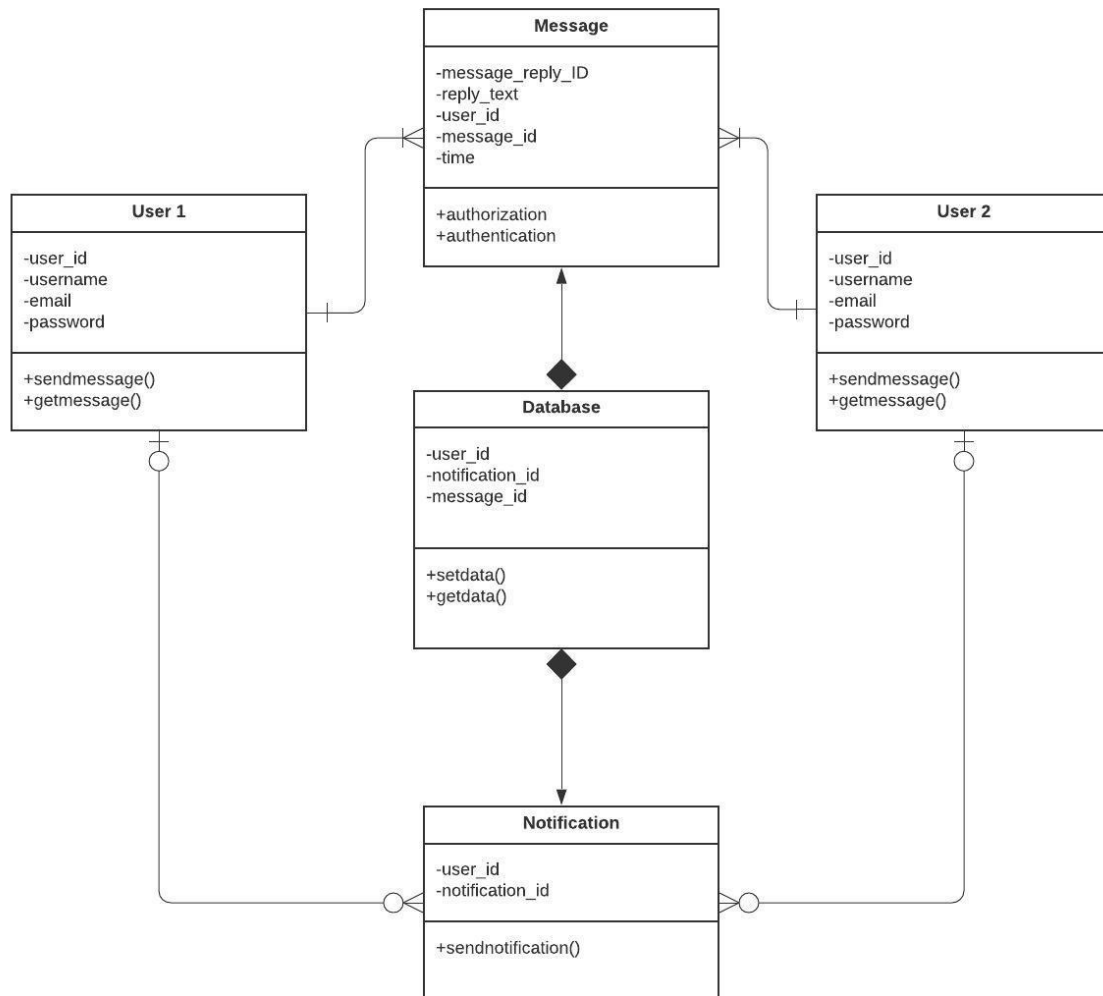 Message
-message_reply_ID
-reply_text
-user_id
-message_id
-time
+authorization
+authentication
User 1
-user_id
-username
-email
-password
+sendmessage()
+getmessage()
User 2
-user_id
-username
-email
-password
+sendmessage()
+getmessage()
Database
-user_id
-notification_id
-message_id
+setdata()
+getdata()
Notification
-user_id
-notification_id
+sendnotification()